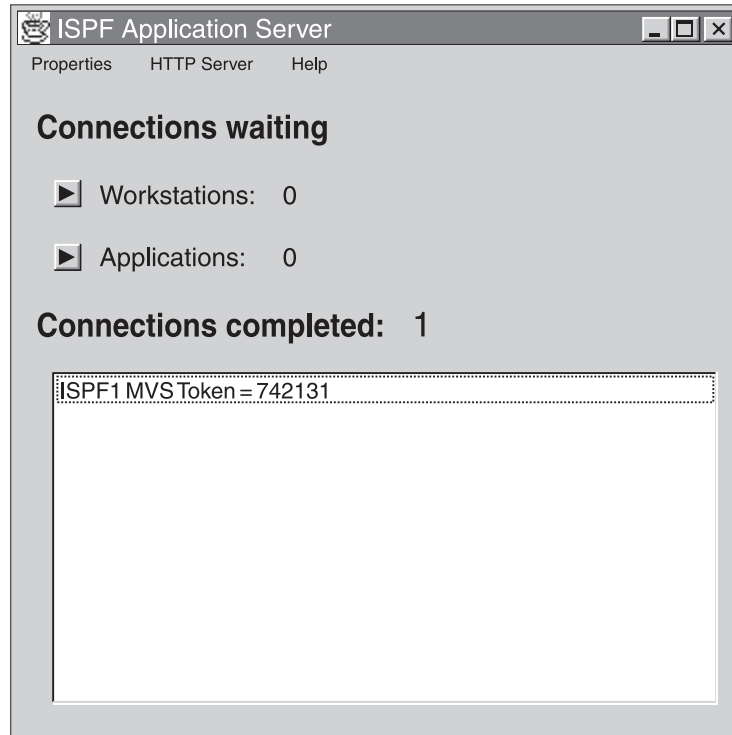 ISPF Application Server
Properties HTTP Server Help
Connections waiting
Workstations: 0
Applications: 0
Connections completed: 1
ISPF1 MVS Token = 742131